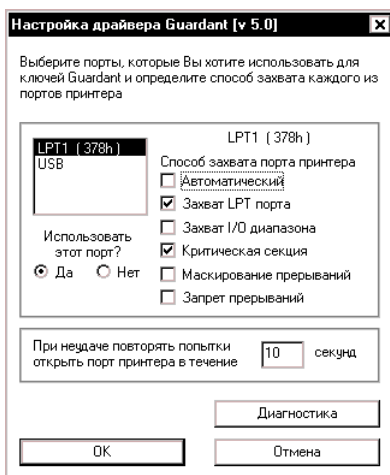 Настройка драйвера Guardant [v 5.0]
Выберите порты, которые Вы хотите использовать для
ключей Guardant и определите способ захвата каждого из
портов принтера
LPT1 (378h)
USB
Использовать
этот порт?
Да Нет
LPT1 (378h)
Способ захвата порта принтера
Автоматический
Захват LPT порта
Захват I/O диапазона
Критическая секция
Маскирование прерываний
Запрет прерываний
При неудаче повторять попытки
открыть порт принтера в течение 10 секунд
Диагностика
OK Отмена